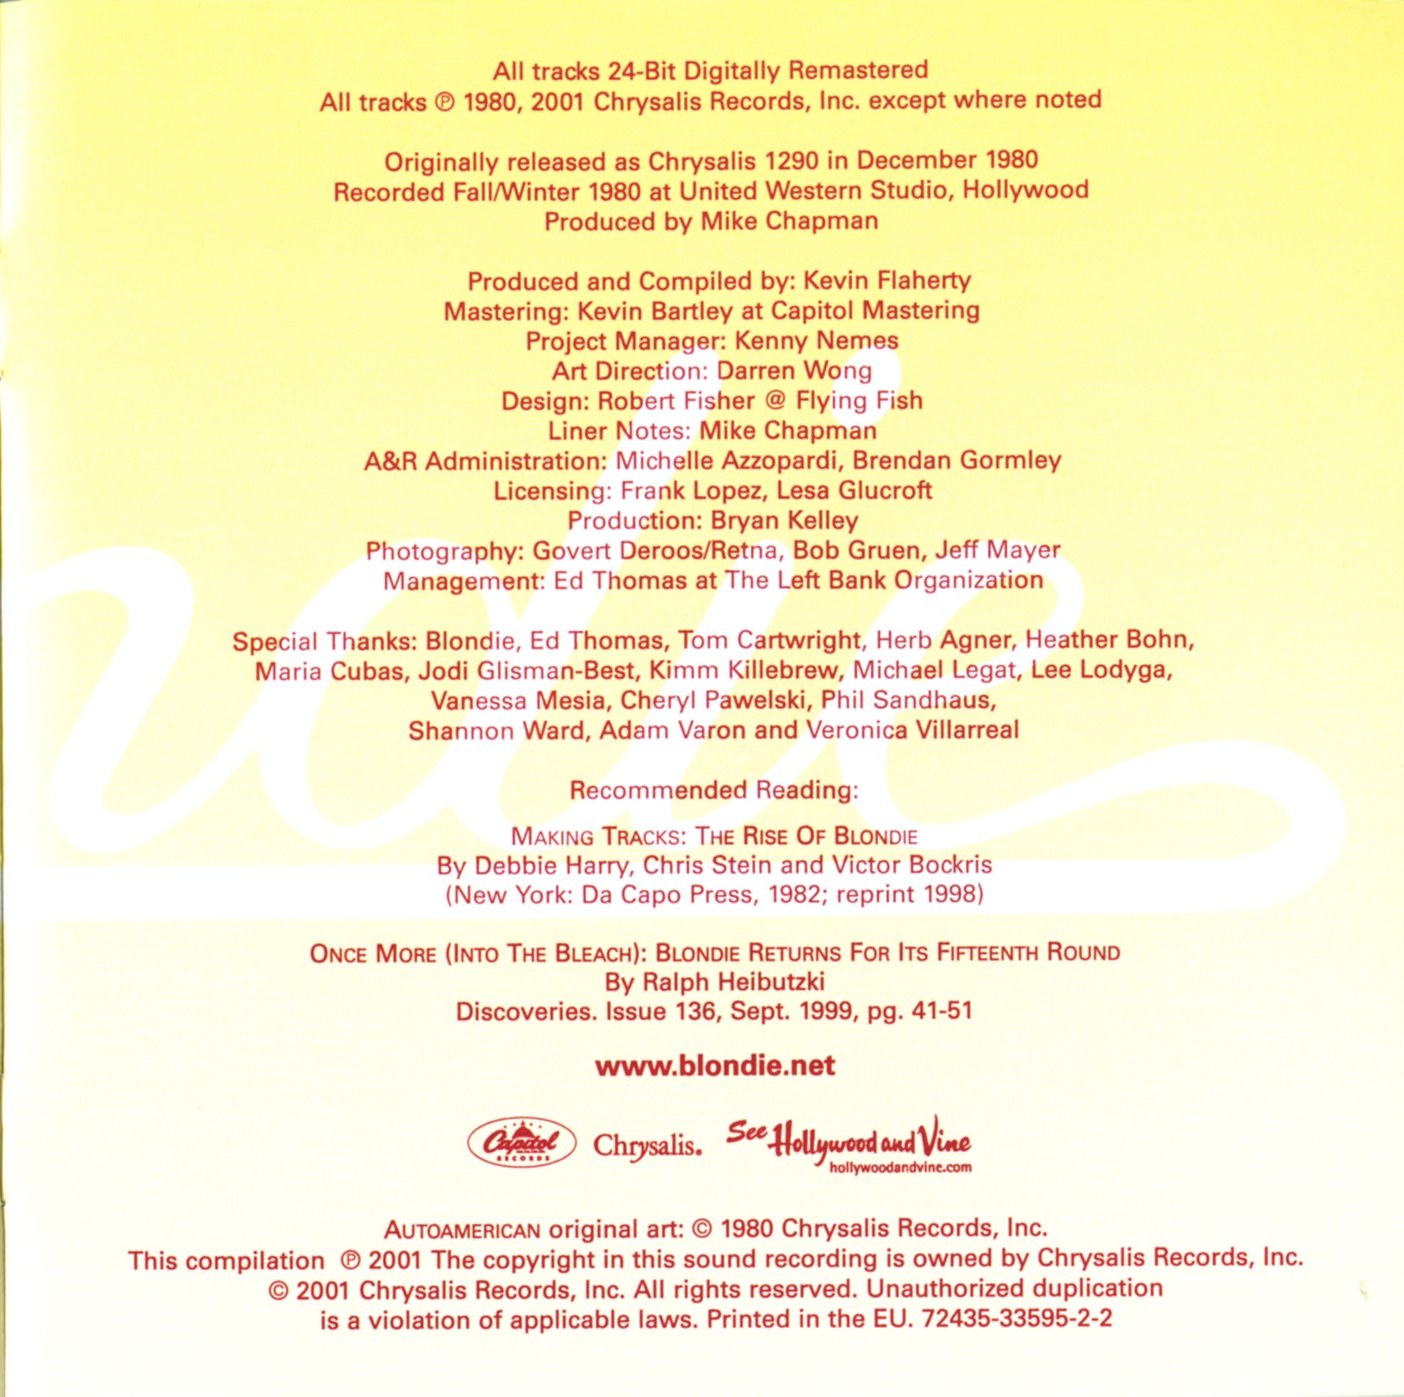 All tracks 24-Bit Digitally Remastered
All tracks ℗ 1980, 2001 Chrysalis Records, Inc. except where noted
Originally released as Chrysalis 1290 in December 1980
Recorded Fall/Winter 1980 at United Western Studio, Hollywood
Produced by Mike Chapman
Produced and Compiled by: Kevin Flaherty
Mastering: Kevin Bartley at Capitol Mastering
Project Manager: Kenny Nemes
Art Direction: Darren Wong
Design: Robert Fisher @ Flying Fish
Liner Notes: Mike Chapman
A&R Administration: Michelle Azzopardi, Brendan Gormley
Licensing: Frank Lopez, Lesa Glucroft
Production: Bryan Kelley
Photography: Govert Deroos/Retna, Bob Gruen, Jeff Mayer
Management: Ed Thomas at The Left Bank Organization
Special Thanks: Blondie, Ed Thomas, Tom Cartwright, Herb Agner, Heather Bohn,
Maria Cubas, Jodi Glisman-Best, Kimm Killebrew, Michael Legat, Lee Lodyga,
Vanessa Mesia, Cheryl Pawelski, Phil Sandhaus,
Shannon Ward, Adam Varon and Veronica Villarreal
Recommended Reading:
MAKING TRACKS: THE RISE OF BLONDIE
By Debbie Harry, Chris Stein and Victor Bockris
(New York: Da Capo Press, 1982; reprint 1998)
ONCE MORE (INTO THE BLEACH): BLONDIE RETURNS FOR ITS FIFTEENTH ROUND
By Ralph Heibutzki
Discoveries. Issue 136, Sept. 1999, pg. 41-51
www.blondie.net
Capitol RECORDS Chrysalis. See Hollywood and Vine
hollywoodandvine.com
AUTOAMERICAN original art: © 1980 Chrysalis Records, Inc.
This compilation ℗ 2001 The copyright in this sound recording is owned by Chrysalis Records, Inc.
© 2001 Chrysalis Records, Inc. All rights reserved. Unauthorized duplication
is a violation of applicable laws. Printed in the EU. 72435-33595-2-2